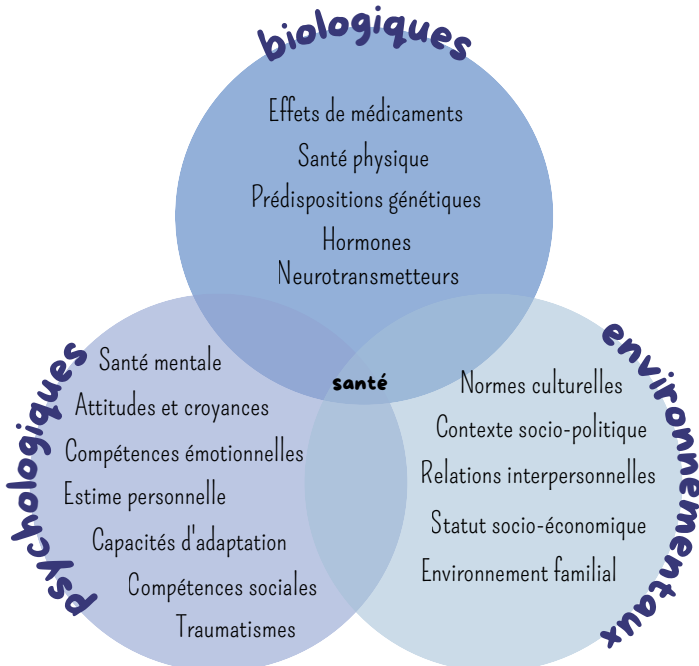 biologiques
Effets de médicaments
Santé physique
Prédispositions génétiques
Hormones
Neurotransmetteurs
psychologiques
Santé mentale
Attitudes et croyances
Compétences émotionnelles
Estime personnelle
Capacités d'adaptation
Compétences sociales
Traumatismes
santé
environnementaux
Normes culturelles
Contexte socio-politique
Relations interpersonnelles
Statut socio-économique
Environnement familial